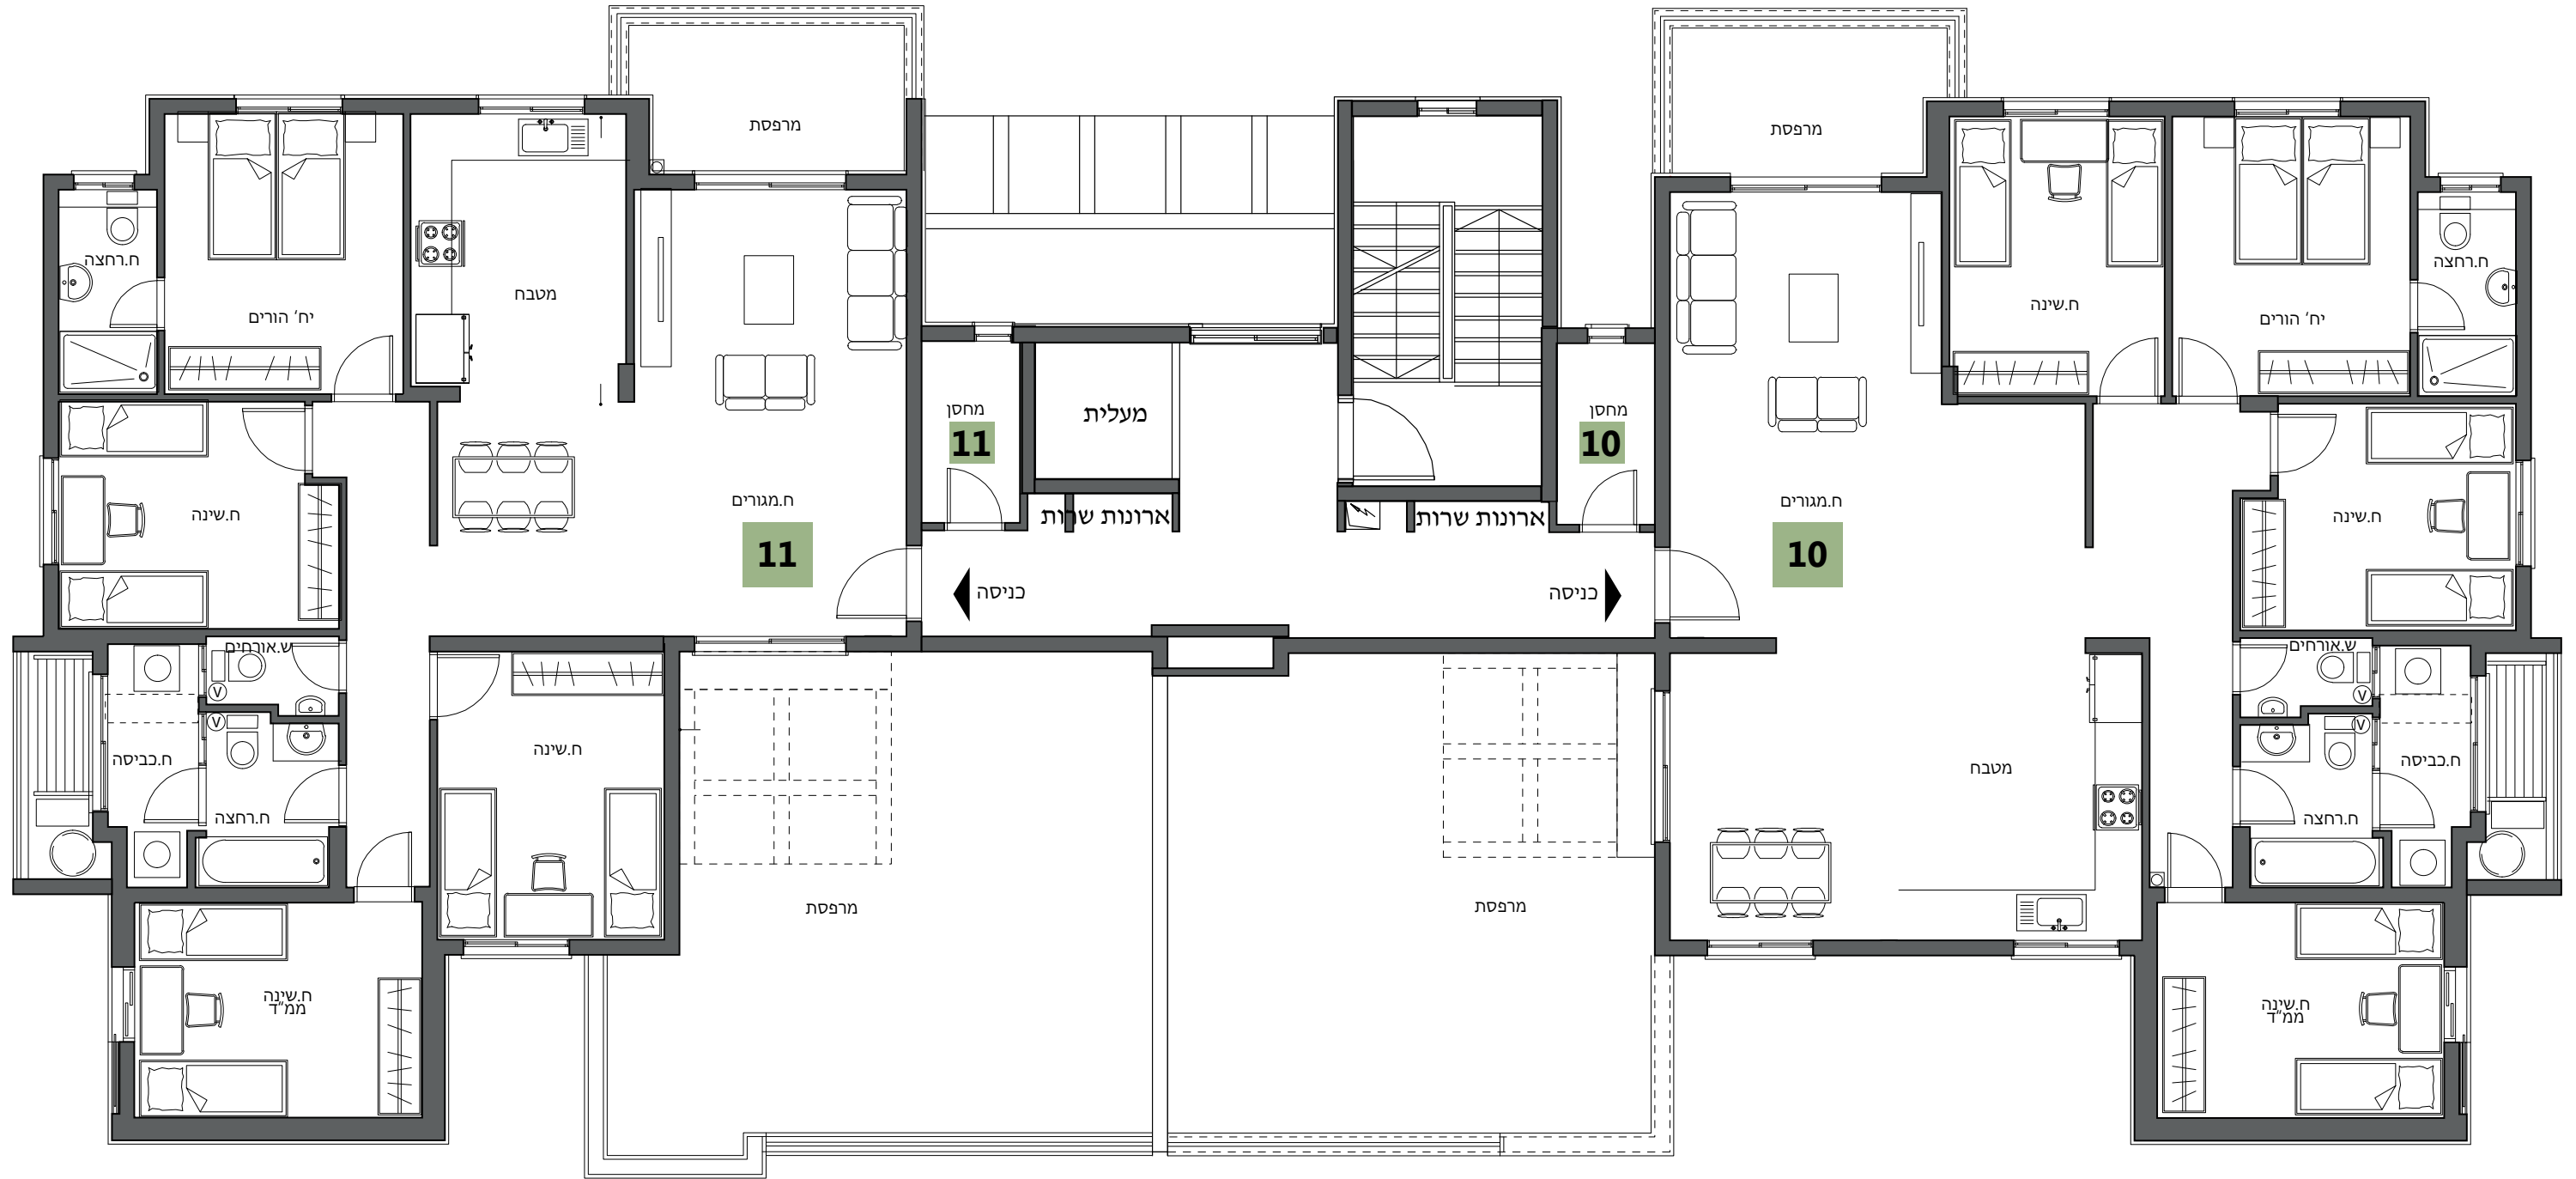 מרפסת
מרפסת
ח.רחצה
יח' הורים
מטבח
ח.שינה
יח' הורים
ח.רחצה
מחסן
11
מעלית
מחסן
10
ח.שינה
ח.מגורים
11
ארונות שרות
ארונות שרות
ח.מגורים
10
ח.שינה
כניסה
כניסה
ש.אורחים
V
V
ח.כביסה
ח.רחצה
ח.שינה
מרפסת
מרפסת
מטבח
ש.אורחים
V
V
ח.כביסה
ח.רחצה
ח.שינה
ממ"ד
ח.שינה
ממ"ד